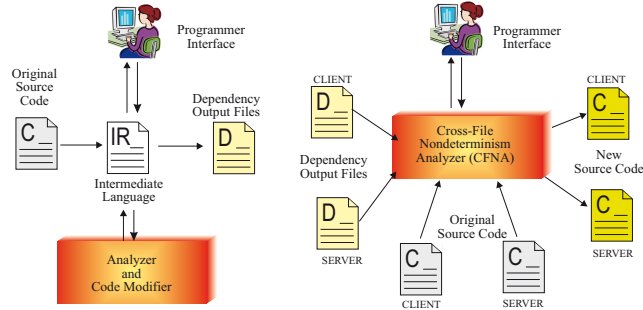 Programmer
Interface
Original
Source
Code
C _
IR_
Dependency
Output Files
D _
Intermediate
Language
Analyzer
and
Code Modifier
Programmer
Interface
CLIENT
D _
Cross-File
Nondeterminism
Analyzer (CFNA)
CLIENT
C _
Dependency
Output Files
New
Source Code
D _
SERVER
Original
Source Code
C _
CLIENT
C _
SERVER
C _
SERVER